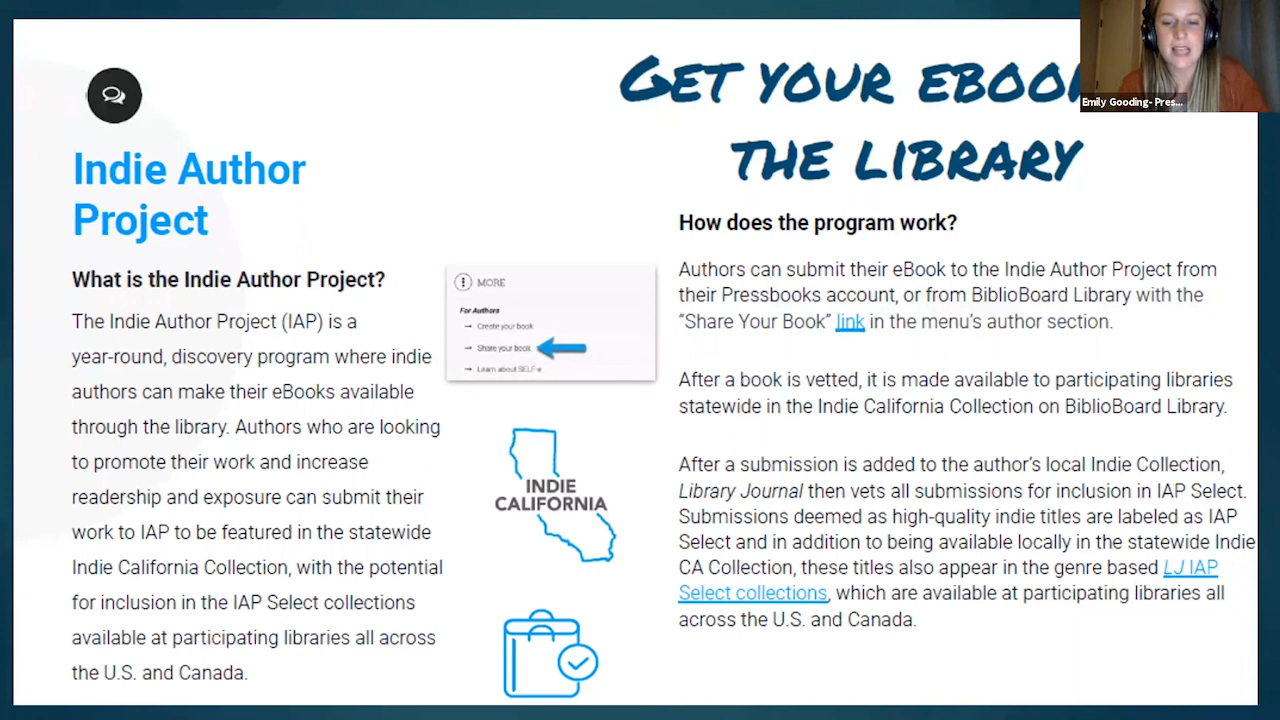 GET YOUR EBOOK
THE LIBRARY
Emily Gooding- Pres...
Indie Author
Project
What is the Indie Author Project?
The Indie Author Project (IAP) is a
year-round, discovery program where indie
authors can make their eBooks available
through the library. Authors who are looking
to promote their work and increase
readership and exposure can submit their
work to IAP to be featured in the statewide
Indie California Collection, with the potential
for inclusion in the IAP Select collections
available at participating libraries all across
the U.S. and Canada.
MORE
For Authors
→ Create your book
→ Share your book
→ Learn about SELF-e
INDIE
CALIFORNIA
How does the program work?
Authors can submit their eBook to the Indie Author Project from
their Pressbooks account, or from BiblioBoard Library with the
“Share Your Book” link in the menu’s author section.
After a book is vetted, it is made available to participating libraries
statewide in the Indie California Collection on BiblioBoard Library.
After a submission is added to the author’s local Indie Collection,
Library Journal then vets all submissions for inclusion in IAP Select.
Submissions deemed as high-quality indie titles are labeled as IAP
Select and in addition to being available locally in the statewide Indie
CA Collection, these titles also appear in the genre based LJ IAP
Select collections, which are available at participating libraries all
across the U.S. and Canada.